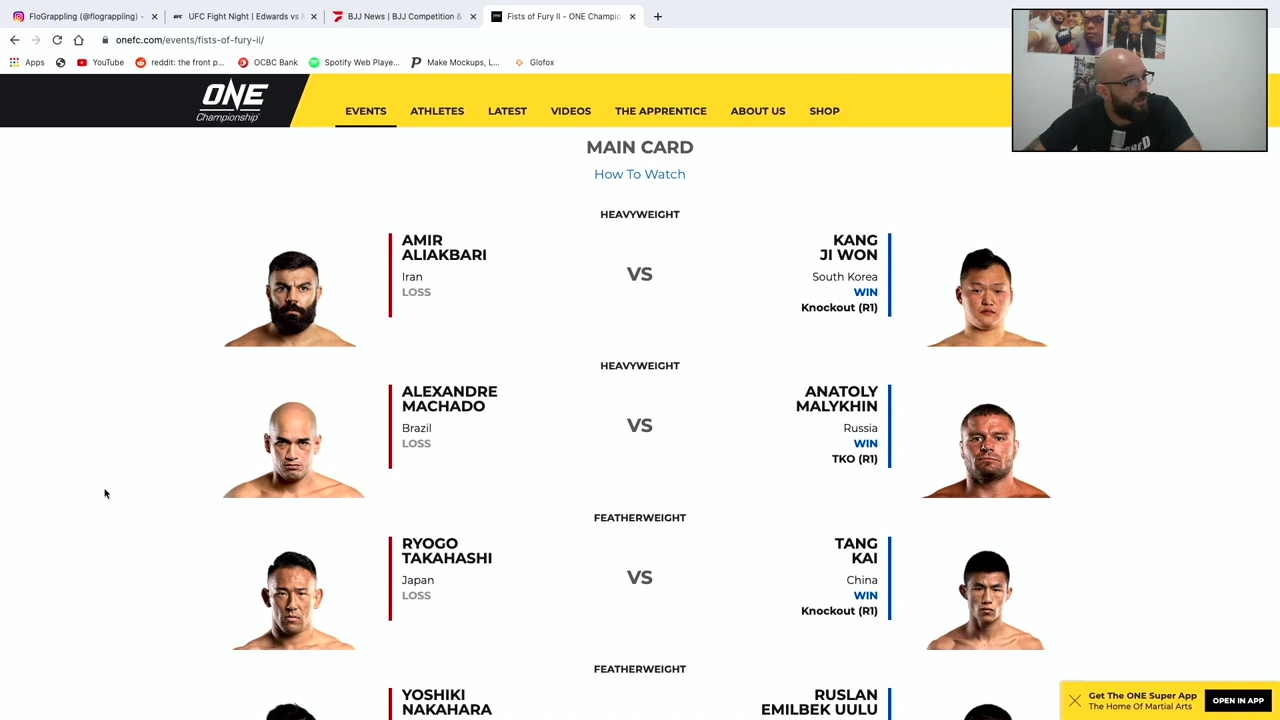 FloGrappling (@flograppling) •
UFC Fight Night | Edwards vs M
BJJ News | BJJ Competition &
Fists of Fury II - ONE Champio
onefc.com/events/fists-of-fury-ii/
Apps
YouTube
reddit: the front p...
OCBC Bank
Spotify Web Playe...
Make Mockups, L...
Glofox
ONE
Championship
EVENTS
ATHLETES
LATEST
VIDEOS
THE APPRENTICE
ABOUT US
SHOP
MAIN CARD
How To Watch
HEAVYWEIGHT
AMIR
ALIAKBARI
Iran
LOSS
VS
KANG
JI WON
South Korea
WIN
Knockout (R1)
HEAVYWEIGHT
ALEXANDRE
MACHADO
Brazil
LOSS
VS
ANATOLY
MALYKHIN
Russia
WIN
TKO (R1)
FEATHERWEIGHT
RYOGO
TAKAHASHI
Japan
LOSS
VS
TANG
KAI
China
WIN
Knockout (R1)
FEATHERWEIGHT
YOSHIKI
NAKAHARA
RUSLAN
EMILBEK UULU
Get The ONE Super App
The Home Of Martial Arts
OPEN IN APP